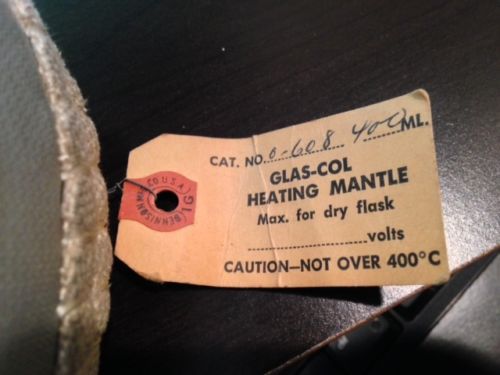 CAT. NO. 0-608 400 ML.
GLAS-COL
HEATING MANTLE
Max. for dry flask
volts
CAUTION—NOT OVER 400°C
DENNISON
U.S.A.